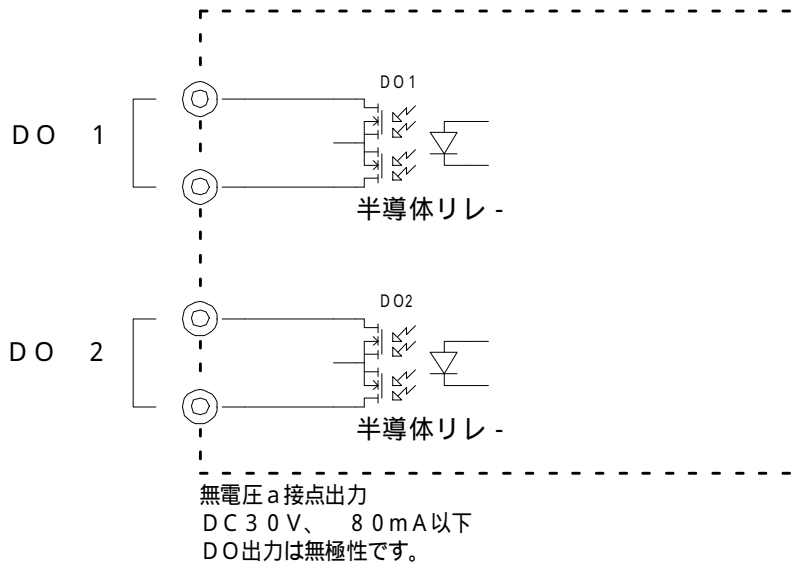 DO1
DO 1
半導体リレ-
DO2
DO 2
半導体リレ-
無電圧a接点出力
DC30V、 80mA以下
DO出力は無極性です。